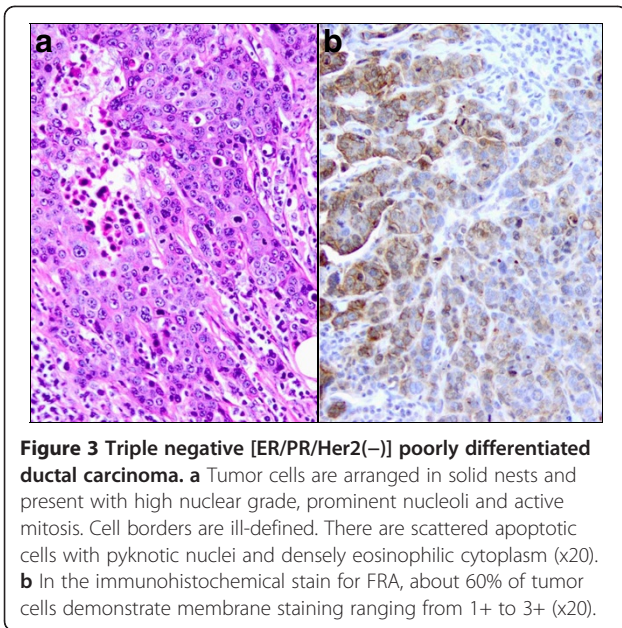 a
b
Figure 3 Triple negative [ER/PR/Her2(−)] poorly differentiated
ductal carcinoma. a Tumor cells are arranged in solid nests and
present with high nuclear grade, prominent nucleoli and active
mitosis. Cell borders are ill-defined. There are scattered apoptotic
cells with pyknotic nuclei and densely eosinophilic cytoplasm (x20).
b In the immunohistochemical stain for FRA, about 60% of tumor
cells demonstrate membrane staining ranging from 1+ to 3+ (x20).